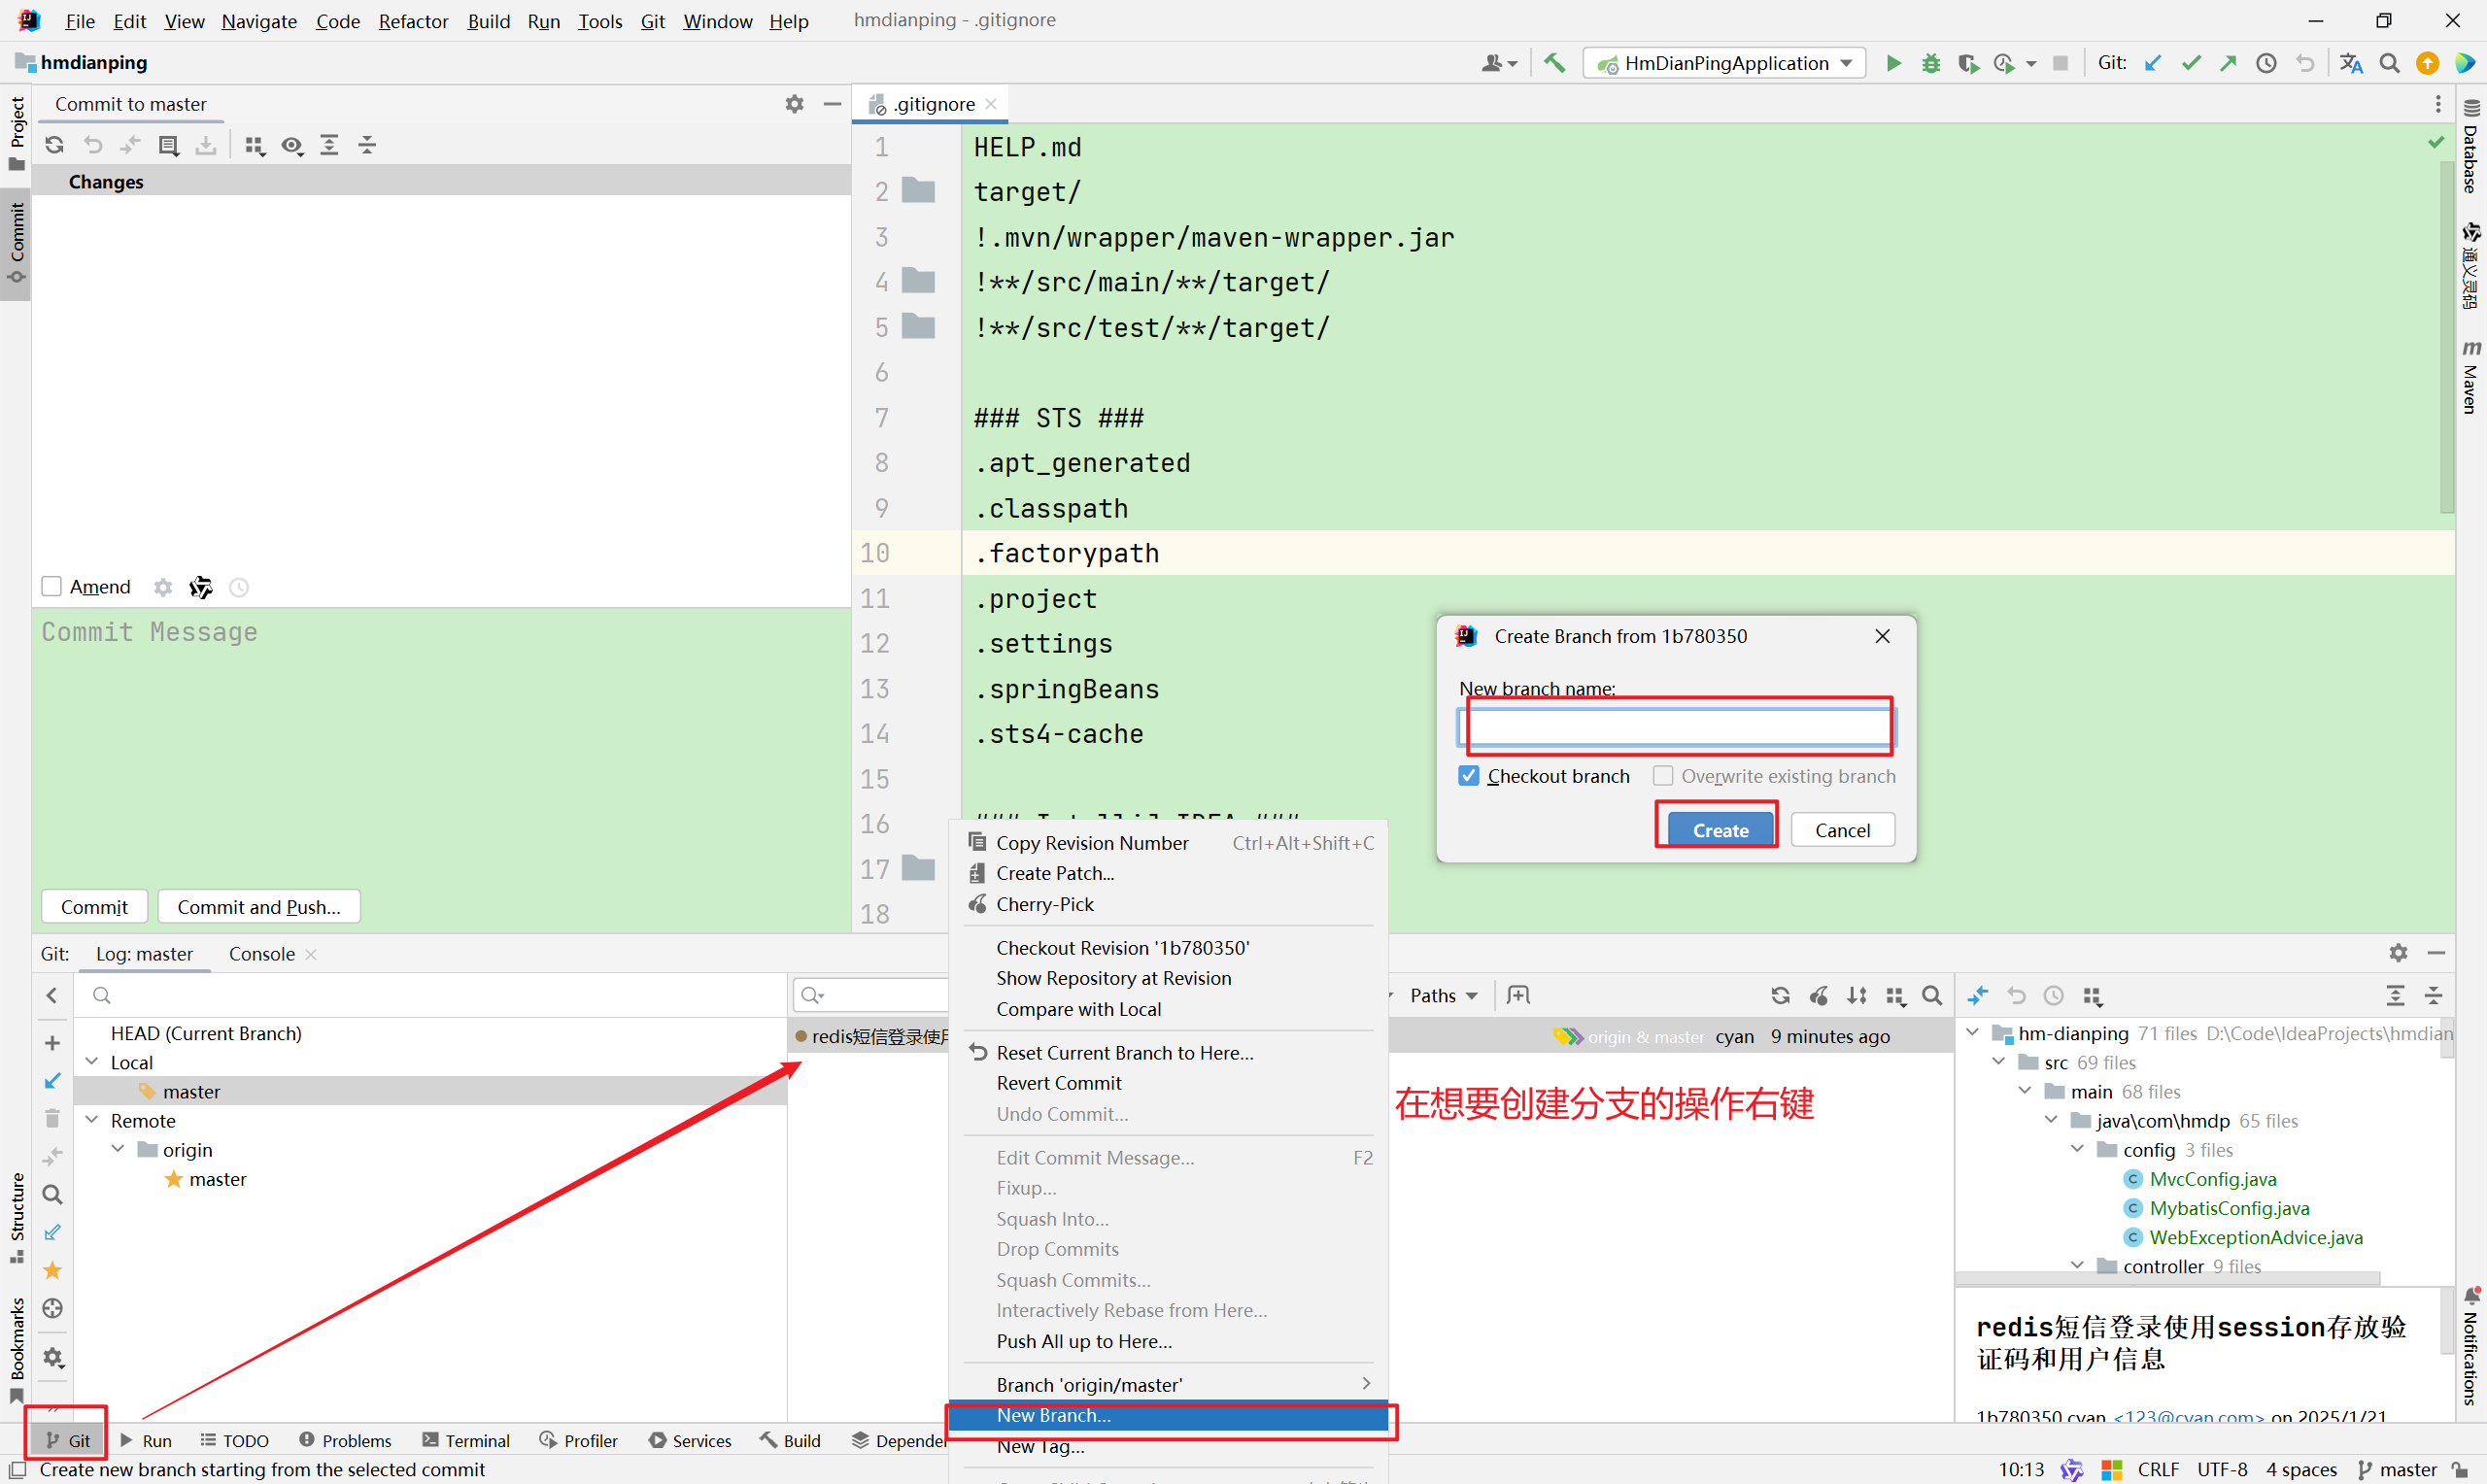 File Edit View Navigate Code Refactor Build Run Tools Git Window Help hmdianping - .gitignore
hmdianping
HmDianPingApplication
Git:
Project
Commit
Structure
Bookmarks
Commit to master
Changes
Amend
Commit Message
Commit
Commit and Push...
.gitignore
1 HELP.md
2 target/
3 !.mvn/wrapper/maven-wrapper.jar
4 !**/src/main/**/target/
5 !**/src/test/**/target/
6
7 ### STS ###
8 .apt_generated
9 .classpath
10 .factorypath
11 .project
12 .settings
13 .springBeans
14 .sts4-cache
15
16
17
18
Create Branch from 1b780350
New branch name:
Checkout branch
Overwrite existing branch
Create
Cancel
Database
通义灵码
Maven
Notifications
Git: Log: master Console
HEAD (Current Branch)
Local
master
Remote
origin
master
redis短信登录使
Copy Revision Number Ctrl+Alt+Shift+C
Create Patch...
Cherry-Pick
Checkout Revision '1b780350'
Show Repository at Revision
Compare with Local
Reset Current Branch to Here...
Revert Commit
Undo Commit...
Edit Commit Message... F2
Fixup...
Squash Into...
Drop Commits
Squash Commits...
Interactively Rebase from Here...
Push All up to Here...
Branch 'origin/master'
New Branch...
New Tag...
Paths
origin & master cyan 9 minutes ago
在想要创建分支的操作右键
hm-dianping 71 files D:\Code\IdeaProjects\hmdian
src 69 files
main 68 files
java\com\hmdp 65 files
config 3 files
MvcConfig.java
MybatisConfig.java
WebExceptionAdvice.java
controller 9 files
redis短信登录使用session存放验
证码和用户信息
1b780350 cyan <123@cyan.com> on 2025/1/21
Git Run TODO Problems Terminal Profiler Services Build Depende
Create new branch starting from the selected commit
10:13 CRLF UTF-8 4 spaces master